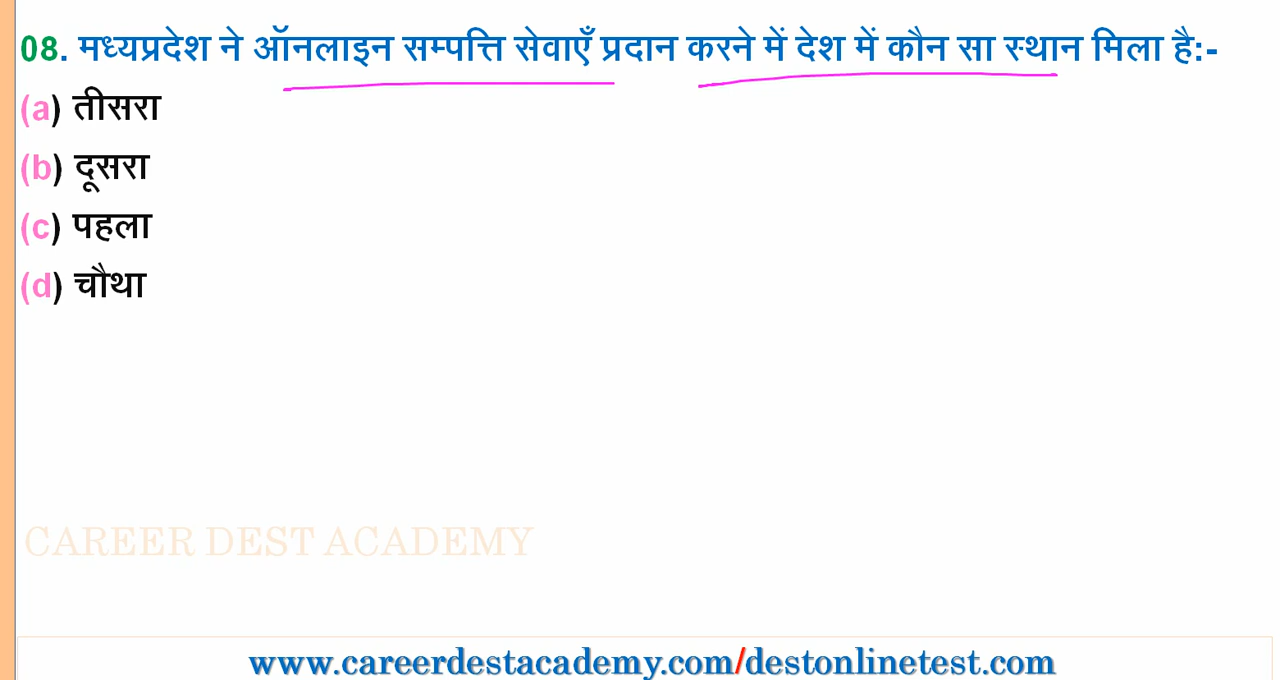 08. मध्यप्रदेश ने ऑनलाइन सम्पत्ति सेवाएँ प्रदान करने में देश में कौन सा स्थान मिला है:-
(a) तीसरा
(b) दूसरा
(c) पहला
(d) चौथा
CAREER DEST ACADEMY
www.careerdestacademy.com/destonlinetest.com